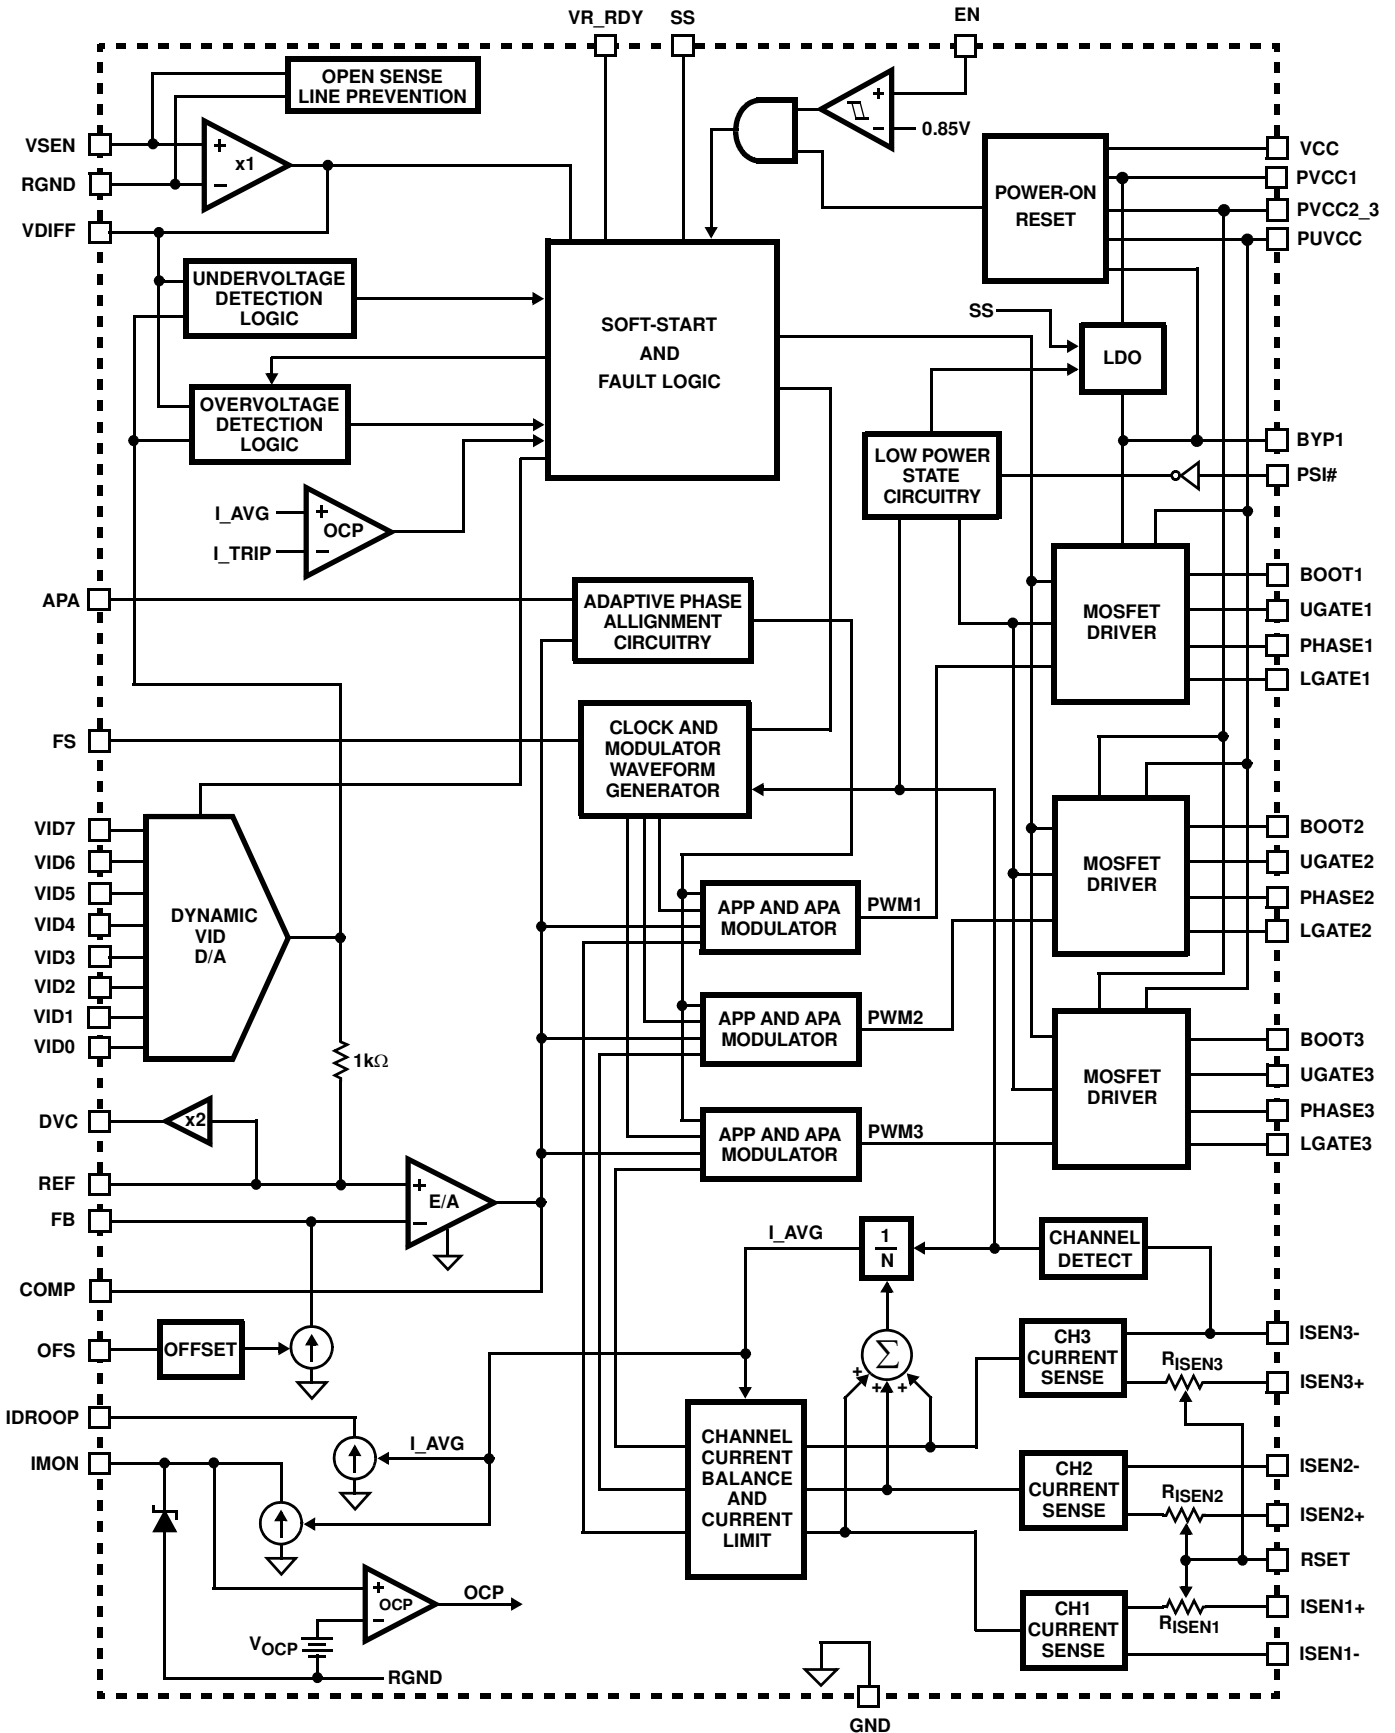 VR_RDY
SS
EN
OPEN SENSE
LINE PREVENTION
VSEN
RGND
VDIFF
+
x1
−
+
−
0.85V
POWER-ON
RESET
VCC
PVCC1
PVCC2_3
PUVCC
UNDERVOLTAGE
DETECTION
LOGIC
SOFT-START
AND
FAULT LOGIC
SS
LDO
OVERVOLTAGE
DETECTION
LOGIC
LOW POWER
STATE
CIRCUITRY
BYP1
PSI#
I_AVG
I_TRIP
+
OCP
−
APA
ADAPTIVE PHASE
ALLIGNMENT
CIRCUITRY
MOSFET
DRIVER
BOOT1
UGATE1
PHASE1
LGATE1
FS
CLOCK AND
MODULATOR
WAVEFORM
GENERATOR
VID7
VID6
VID5
VID4
VID3
VID2
VID1
VID0
DYNAMIC
VID
D/A
MOSFET
DRIVER
BOOT2
UGATE2
PHASE2
LGATE2
APP AND APA
MODULATOR
PWM1
APP AND APA
MODULATOR
PWM2
1kΩ
MOSFET
DRIVER
BOOT3
UGATE3
PHASE3
LGATE3
DVC
x2
APP AND APA
MODULATOR
PWM3
REF
FB
+
E/A
−
COMP
I_AVG
1
N
CHANNEL
DETECT
OFS
OFFSET
Σ
+
+
+
CH3
CURRENT
SENSE
RISEN3
ISEN3-
ISEN3+
IDROOP
IMON
I_AVG
CHANNEL
CURRENT
BALANCE
AND
CURRENT
LIMIT
CH2
CURRENT
SENSE
RISEN2
ISEN2-
ISEN2+
RSET
+
OCP
−
OCP
VOCP
RGND
CH1
CURRENT
SENSE
RISEN1
ISEN1+
ISEN1-
GND